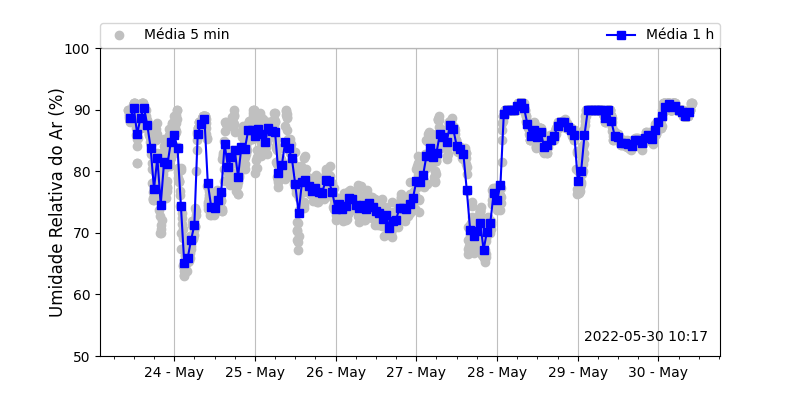 Média 5 min
Média 1 h
Umidade Relativa do Ar (%)
100
90
80
70
60
50
2022-05-30 10:17
24 - May
25 - May
26 - May
27 - May
28 - May
29 - May
30 - May